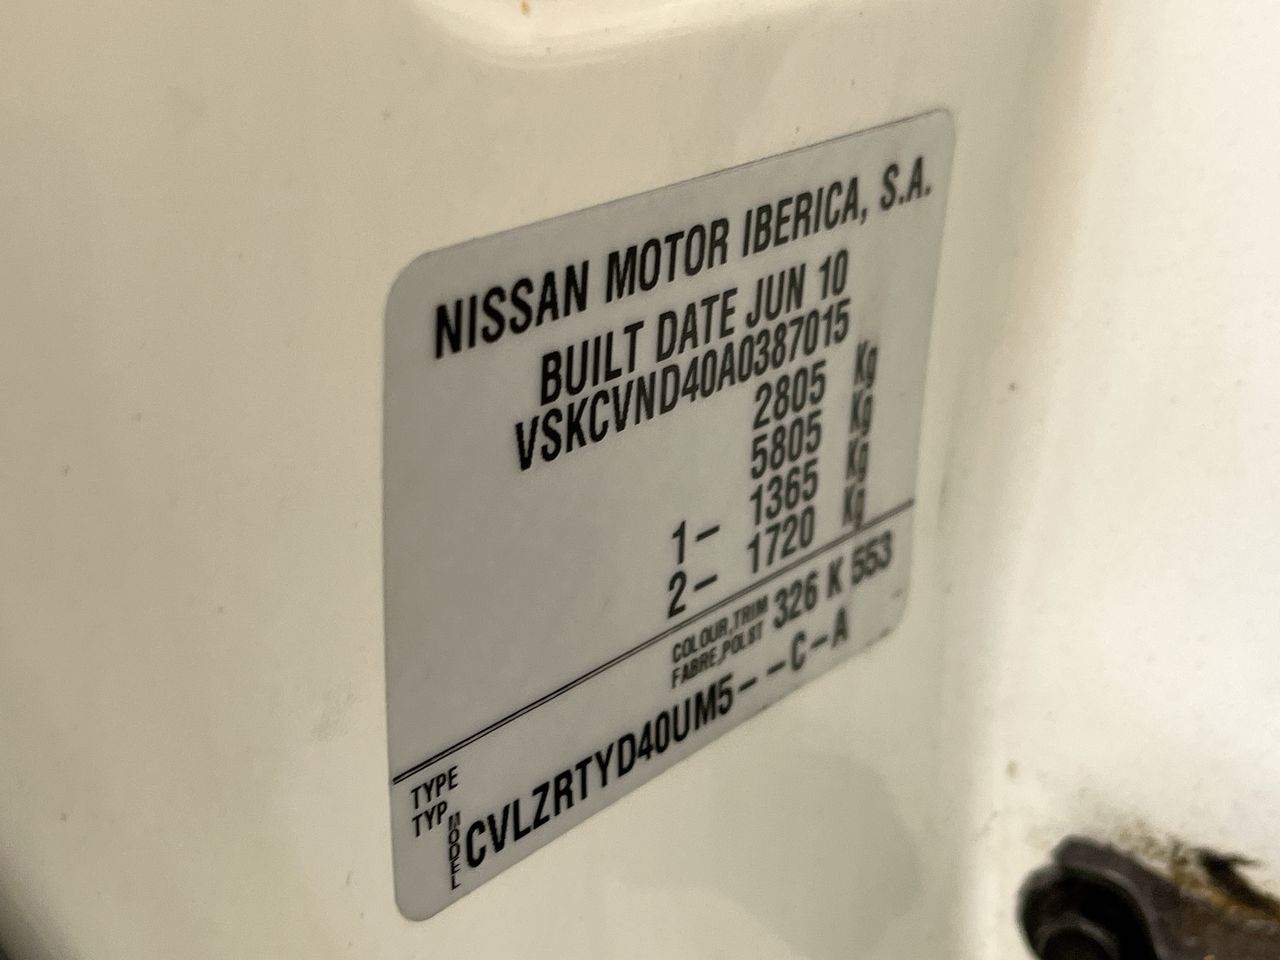 NISSAN MOTOR IBERICA, S.A.
BUILT DATE JUN 10
VSKCVND40A0387015
2805 Kg
5805 Kg
1- 1365 Kg
2- 1720 Kg
COLOUR,TRIM 326 K 553
FABRE,POLST
TYPE
TYP
MODEL
CVLZRTYD40UM5--C-A